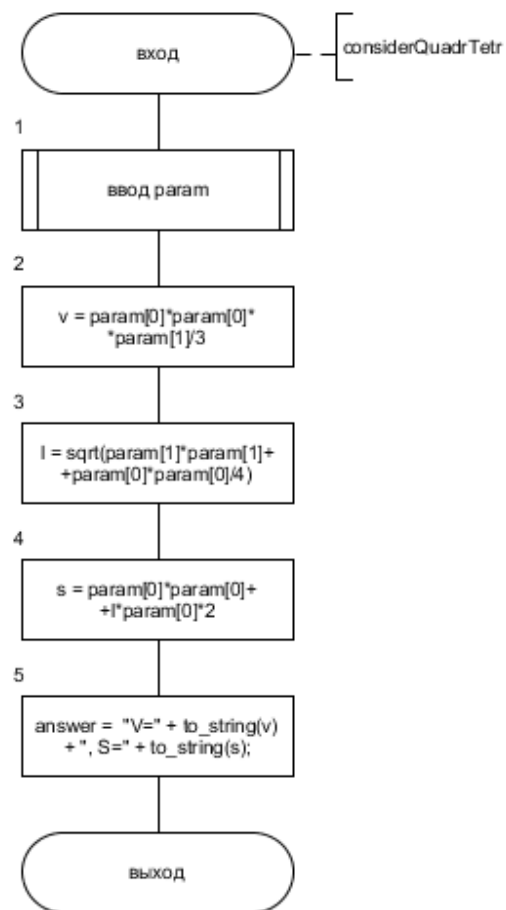 вход
considerQuadrTetr
1
ввод param
2
v = param[0]*param[0]*
*param[1]/3
3
l = sqrt(param[1]*param[1]+
+param[0]*param[0]/4)
4
s = param[0]*param[0]+
+l*param[0]*2
5
answer = "V=" + to_string(v)
+ ", S=" + to_string(s);
выход